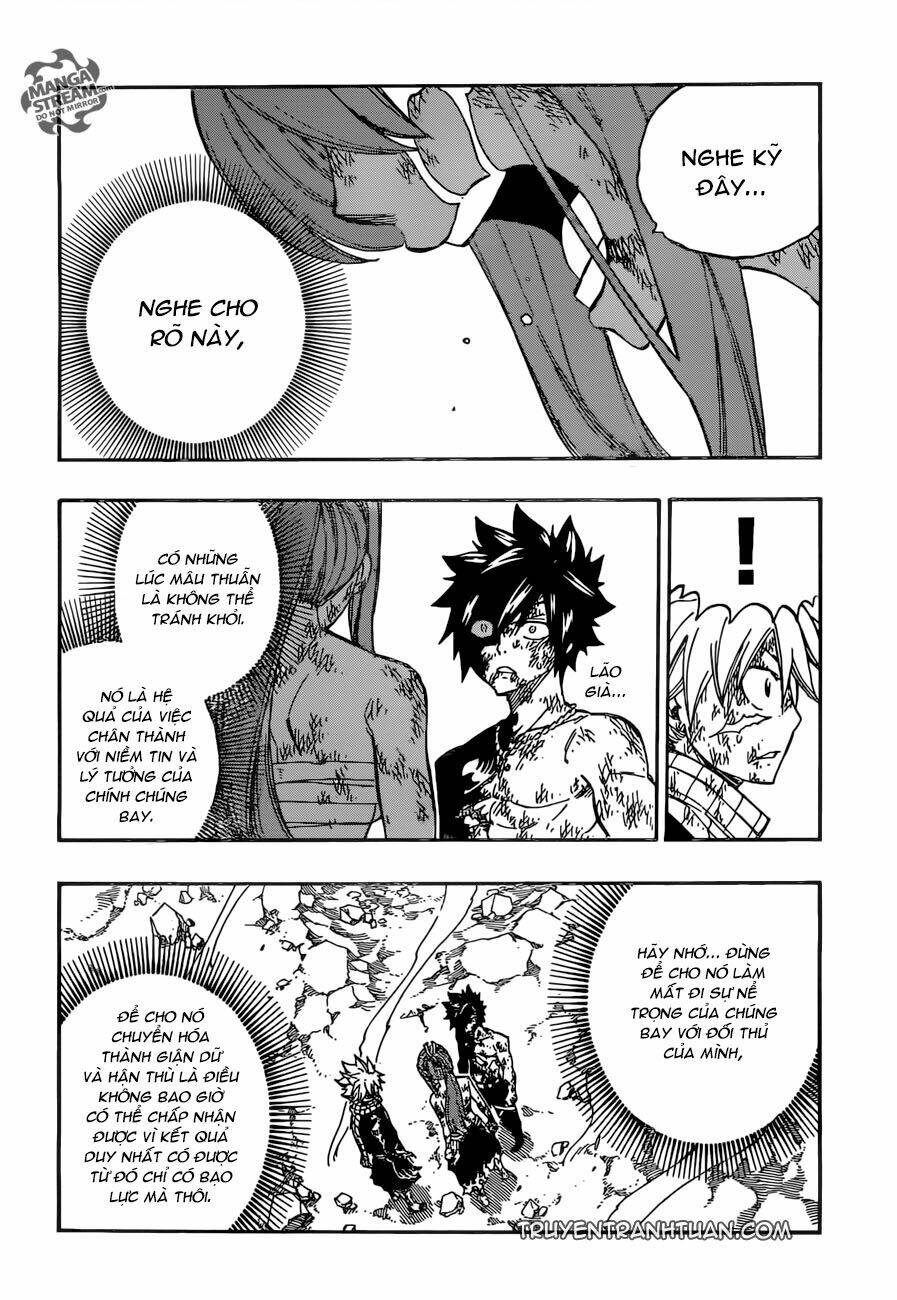 MANGA
STREAM.com
DO NOT MIRROR
NGHE KỸ
ĐÂY...
NGHE CHO
RÕ NÀY,
!
LÃO
GIÀ...
CÓ NHỮNG
LÚC MÂU THUẪN
LÀ KHÔNG THỂ
TRÁNH KHỎI.
NÓ LÀ HỆ
QUẢ CỦA VIỆC
CHÂN THÀNH
VỚI NIỀM TIN VÀ
LÝ TƯỞNG CỦA
CHÍNH CHÚNG
BAY.
HÃY NHỚ... ĐỪNG
ĐỂ CHO NÓ LÀM
MẤT ĐI SỰ NỂ
TRỌNG CỦA CHÚNG
BAY VỚI ĐỐI THỦ
CỦA MÌNH,
ĐỂ CHO NÓ
CHUYỂN HÓA
THÀNH GIẬN DỮ
VÀ HẬN THÙ LÀ ĐIỀU
KHÔNG BAO GIỜ
CÓ THỂ CHẤP NHẬN
ĐƯỢC VÌ KẾT QUẢ
DUY NHẤT CÓ ĐƯỢC
TỪ ĐÓ CHỈ CÓ BẠO
LỰC MÀ THÔI.
TRUYENTRANHTUAN.COM